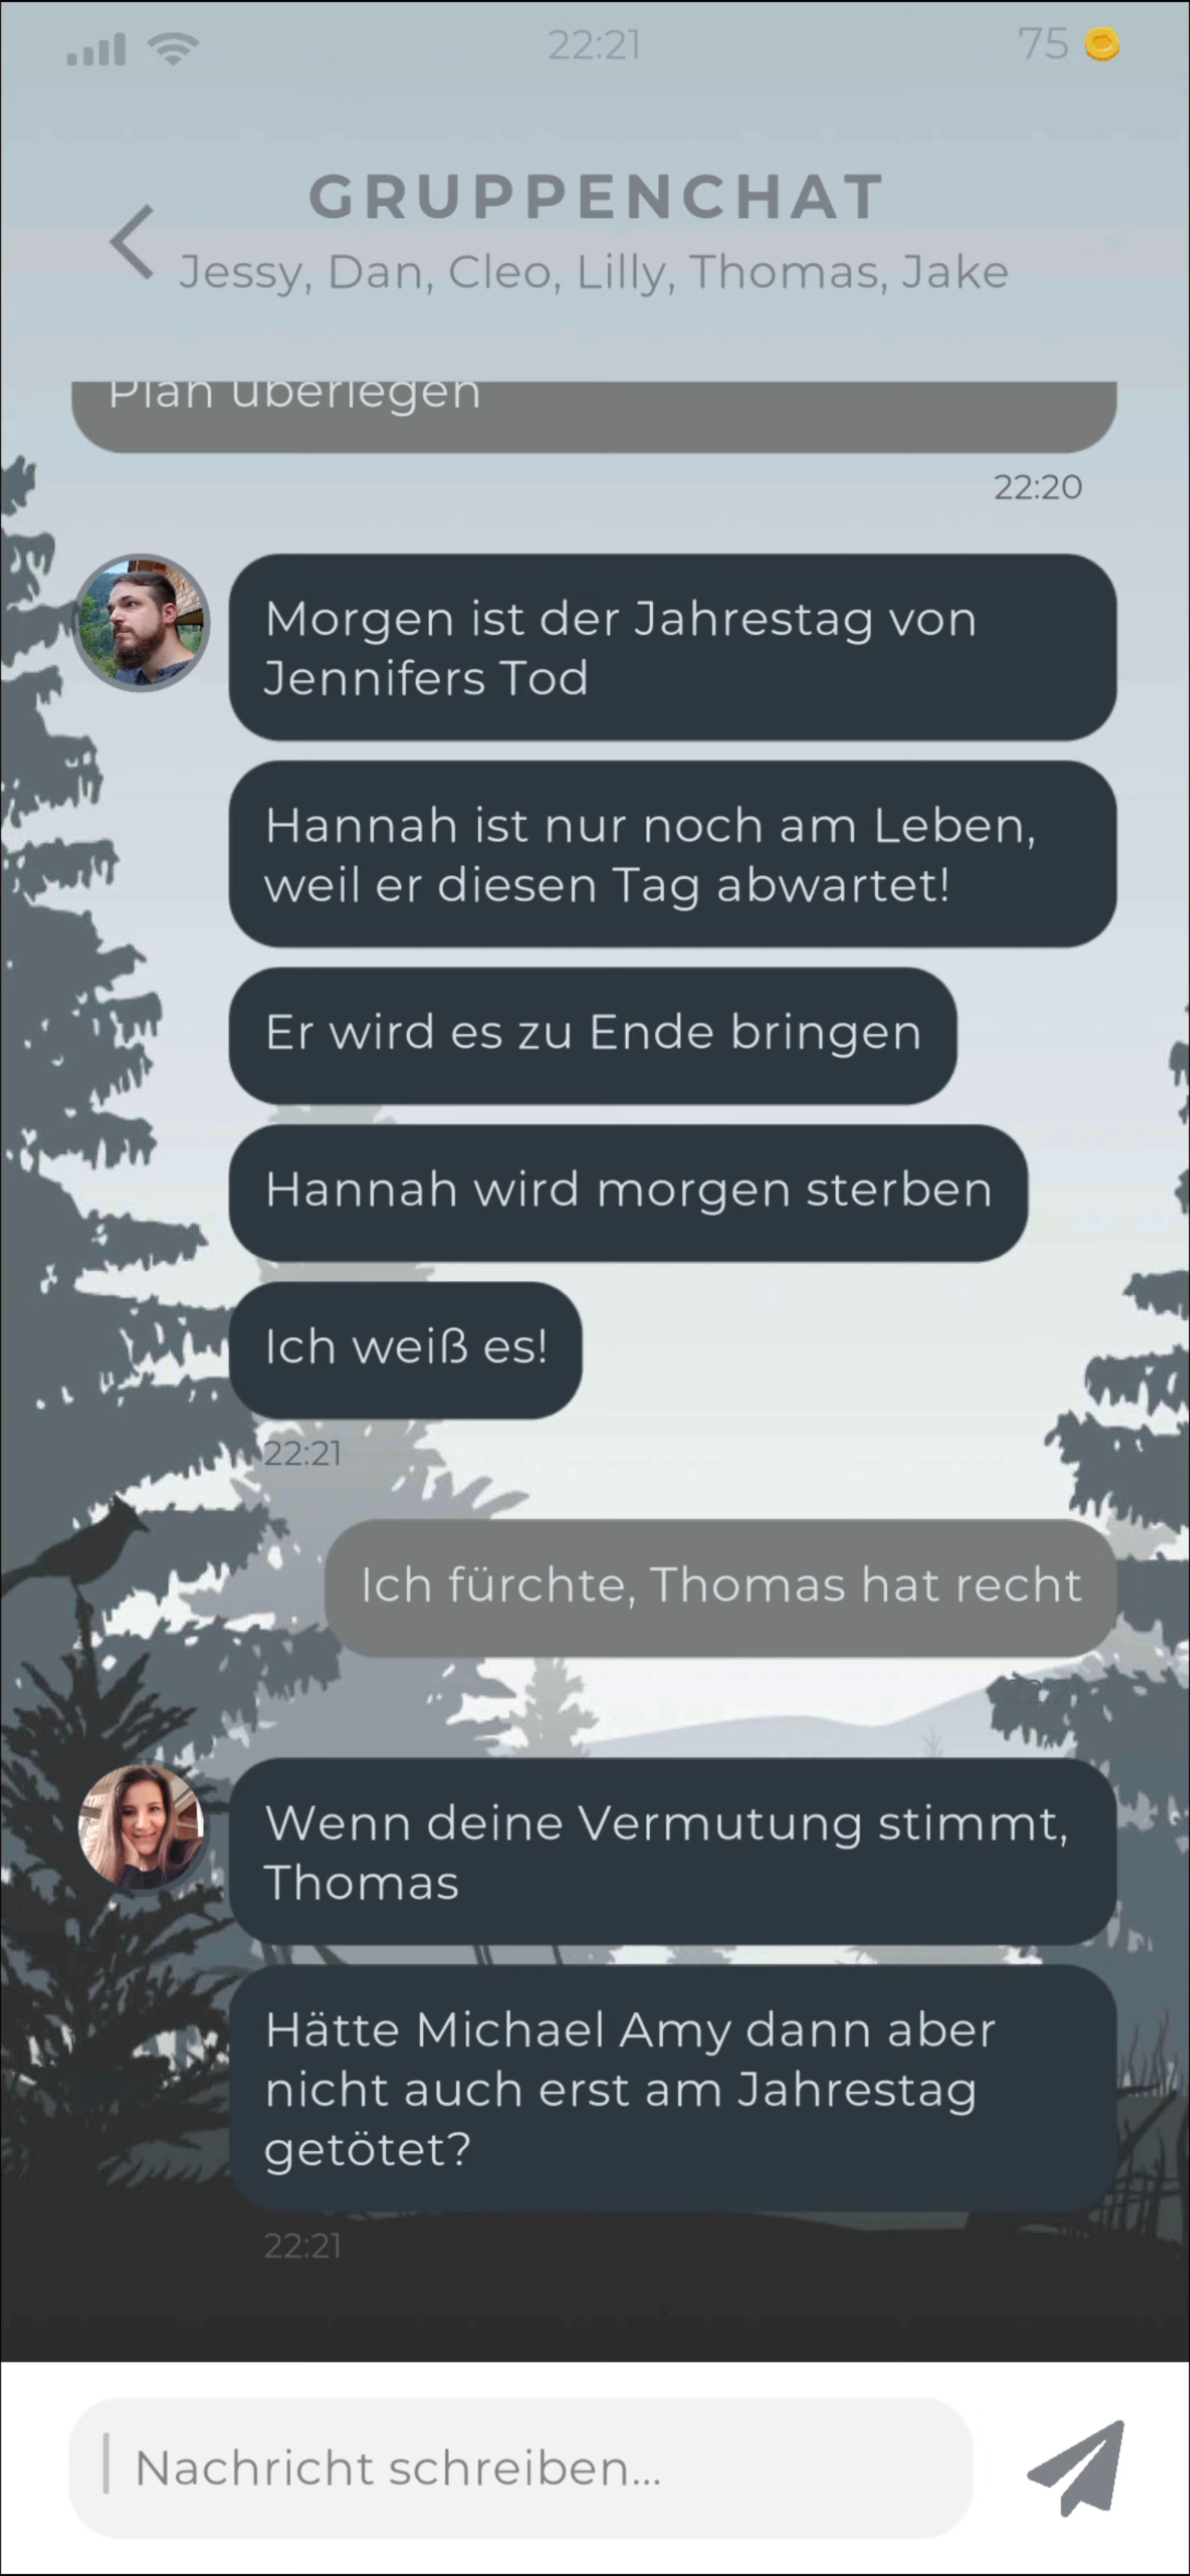 22:21
75
GRUPPENCHAT
Jessy, Dan, Cleo, Lilly, Thomas, Jake
Plan überlegen
22:20
Morgen ist der Jahrestag von
Jennifers Tod
Hannah ist nur noch am Leben,
weil er diesen Tag abwartet!
Er wird es zu Ende bringen
Hannah wird morgen sterben
Ich weiß es!
22:21
Ich fürchte, Thomas hat recht
22:21
Wenn deine Vermutung stimmt,
Thomas
Hätte Michael Amy dann aber
nicht auch erst am Jahrestag
getötet?
22:21
Nachricht schreiben...